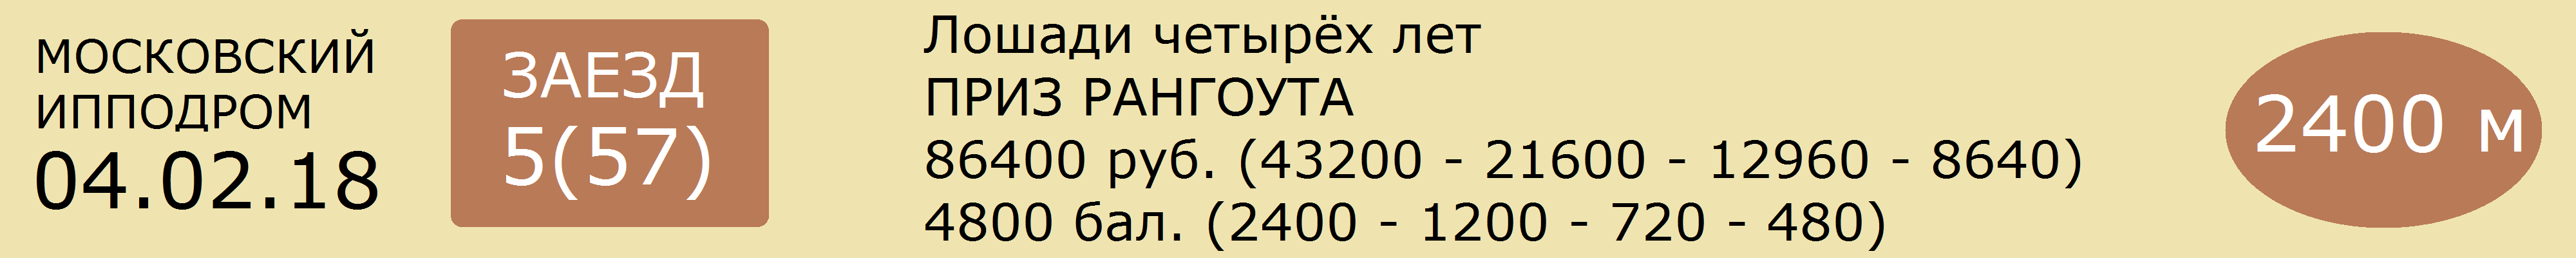 МОСКОВСКИЙ
ИППОДРОМ
04.02.18
ЗАЕЗД
5(57)
Лошади четырёх лет
ПРИЗ РАНГОУТА
86400 руб. (43200 - 21600 - 12960 - 8640)
4800 бал. (2400 - 1200 - 720 - 480)
2400 м